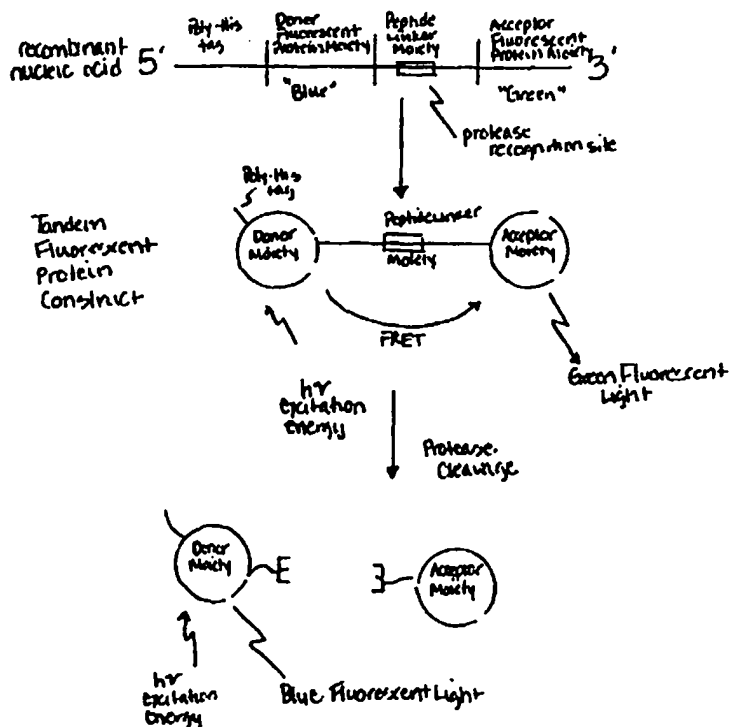 recombinant
nucleic acid
5'
Poly-His
tag
Donor
Fluorescent
Protein Moiety
"Blue"
Peptide
Linker
Moiety
Acceptor
Fluorescent
Protein Moiety
"Green"
3'
protease
recognition site
Tandem
Fluorescent
Protein
Construct
Poly-His
tag
Donor
Moiety
Peptide Linker
Moiety
Acceptor
Moiety
FRET
hν
excitation
energy
Green Fluorescent
Light
Protease
Cleavage
Donor
Moiety
Acceptor
Moiety
hν
excitation
energy
Blue Fluorescent Light